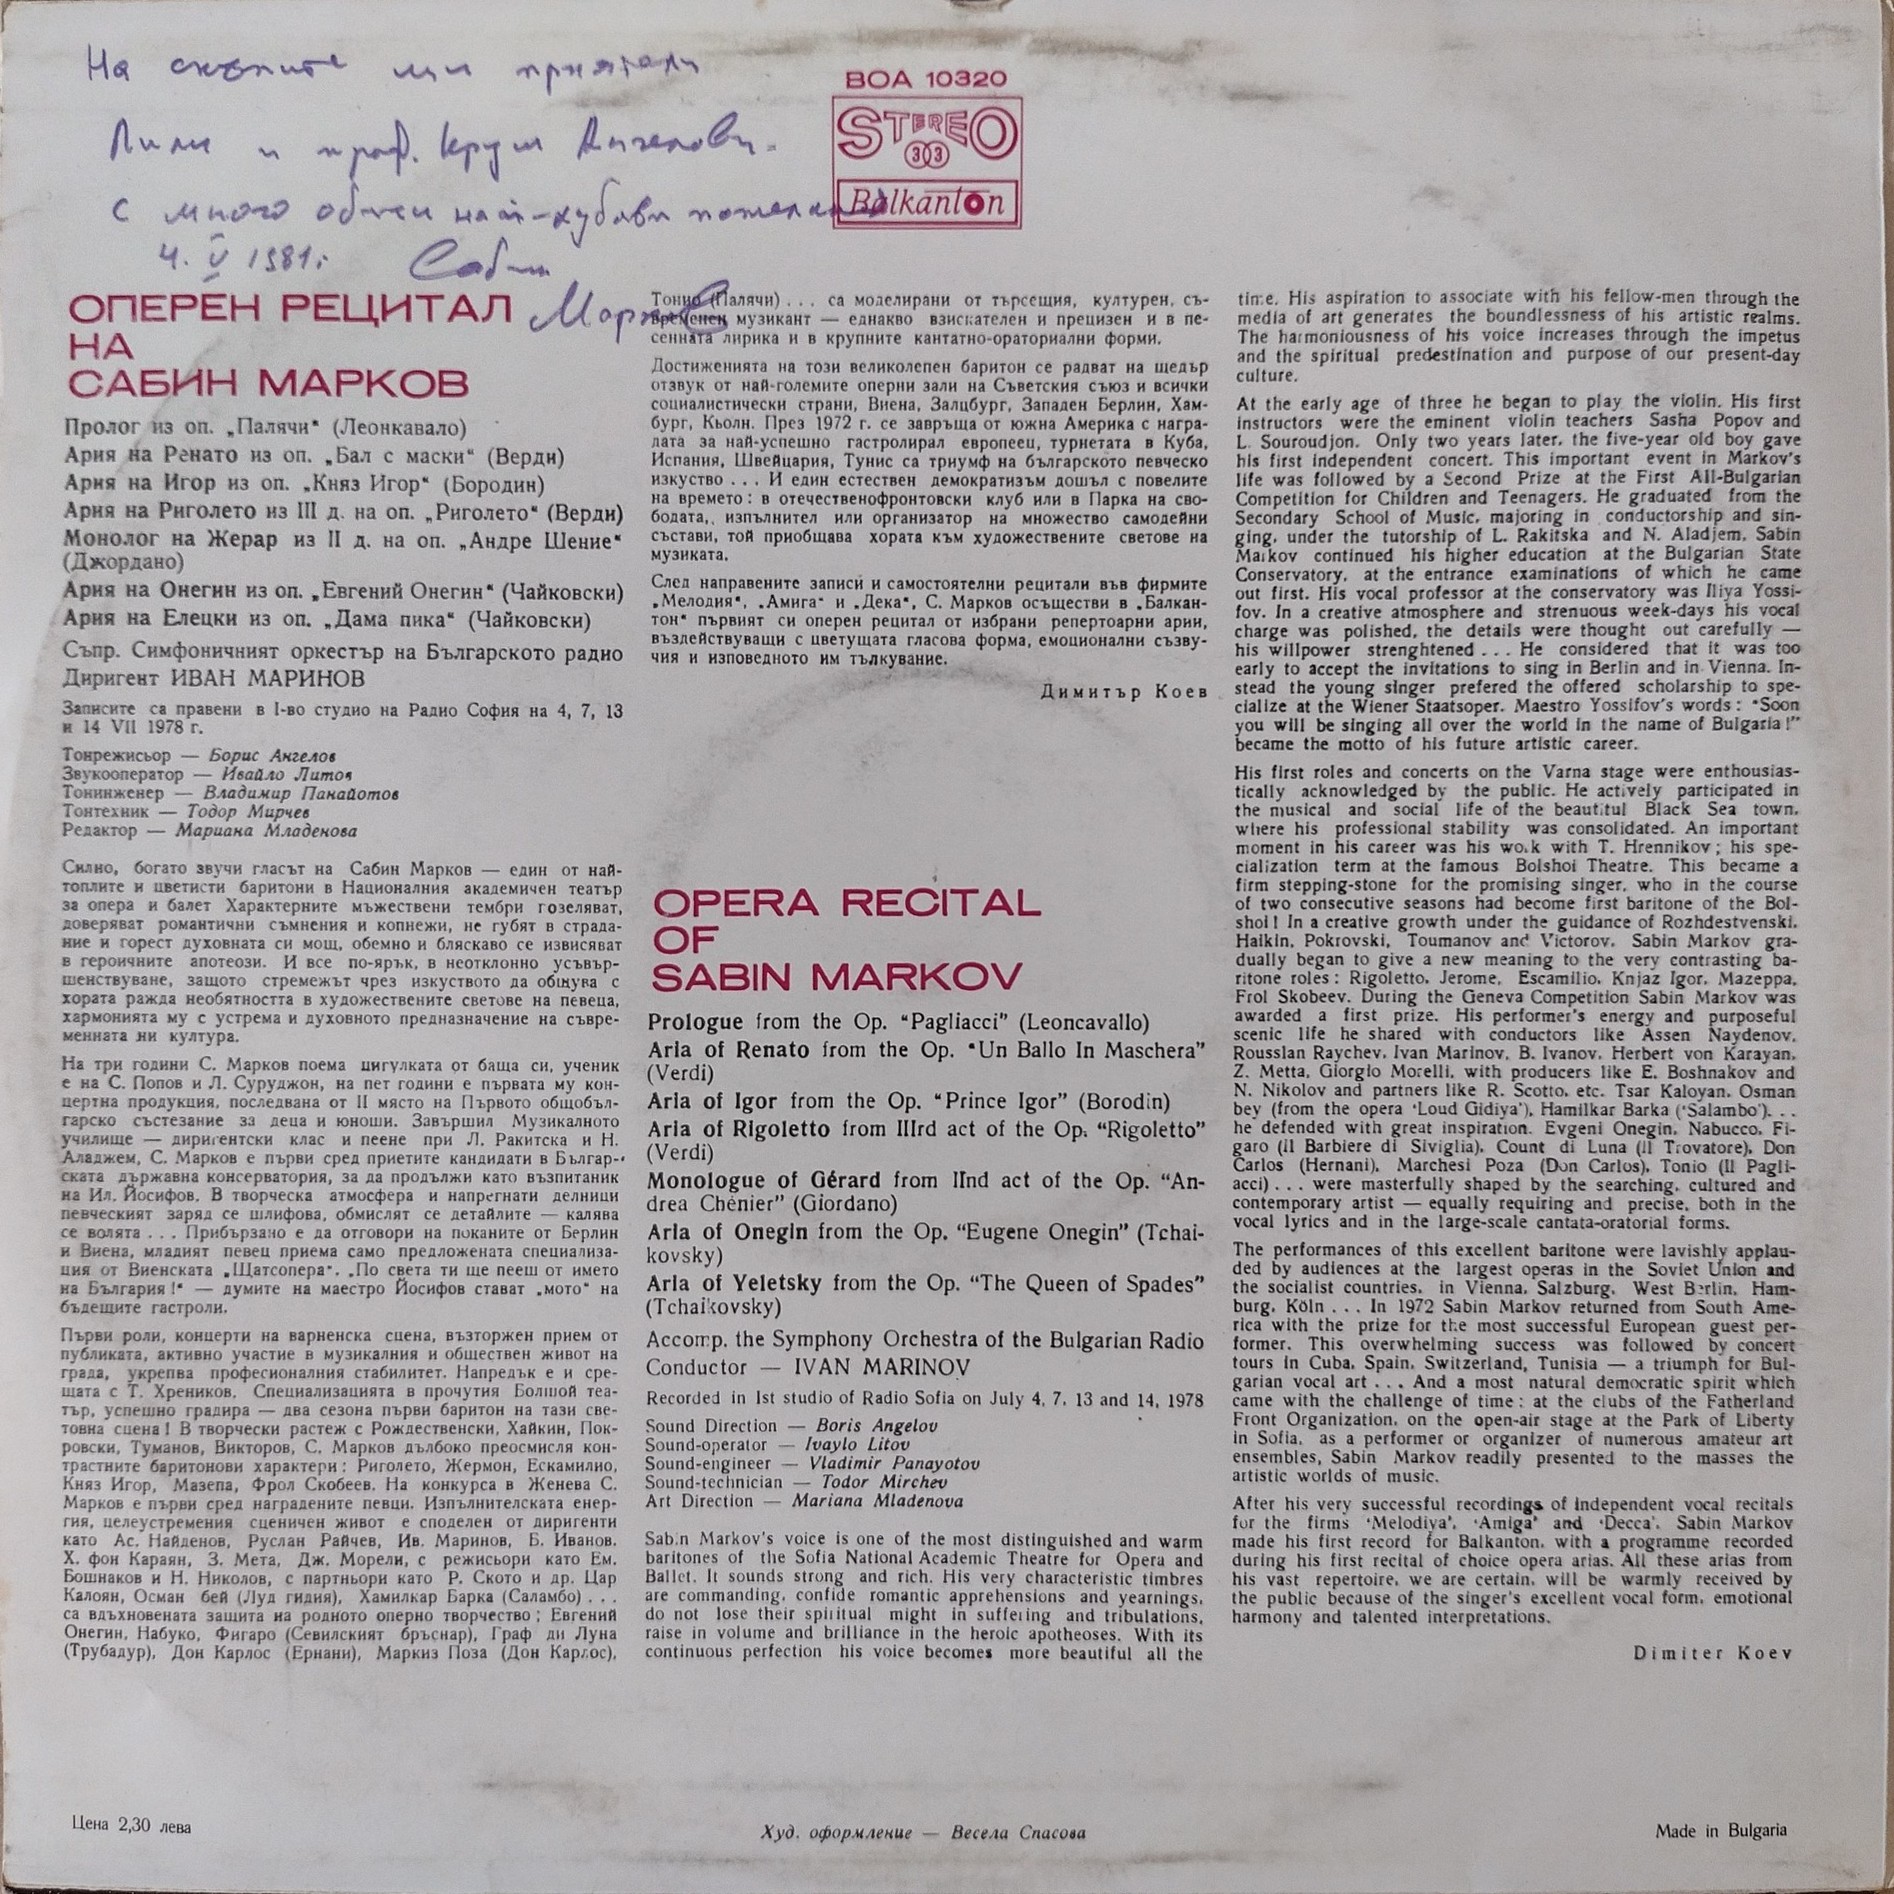 На скъпите ми приятели
Лили и проф. Крум Ангелови.
с много обич и най-хубави пожелания
4. V 1981г.
Сабин
Марков
ВОА 10320
STEREO
33
Balkanton
ОПЕРЕН РЕЦИТАЛ
НА
САБИН МАРКОВ
Пролог из оп. „Палячи“ (Леонкавало)
Ария на Ренато из оп. „Бал с маски“ (Верди)
Ария на Игор из оп. „Княз Игор“ (Бородин)
Ария на Риголето из III д. на оп. „Риголето“ (Верди)
Монолог на Жерар из II д. на оп. „Андре Шение“
(Джордано)
Ария на Онегин из оп. „Евгений Онегин“ (Чайковски)
Ария на Елецки из оп. „Дама пика“ (Чайковски)
Съпр. Симфоничният оркестър на Българското радио
Диригент ИВАН МАРИНОВ
Записите са правени в I-во студио на Радио София на 4, 7, 13
и 14 VII 1978 г.
Тонрежисьор — Борис Ангелов
Звукооператор — Ивайло Литов
Тонинженер — Владимир Панайотов
Тонтехник — Тодор Мирчев
Редактор — Мариана Младенова
Силно, богато звучи гласът на Сабин Марков — един от най-
топлите и цветисти баритони в Националния академичен театър
за опера и балет Характерните мъжествени тембри гозеляват,
доверяват романтични съмнения и копнежи, не губят в страда-
ние и горест духовната си мощ, обемно и бляскаво се извисяват
в героичните апотеози. И все по-ярък, в неотклонно усъвър-
шенствуване, защото стремежът чрез изкуството да общува с
хората ражда необятността в художествените светове на певеца,
хармонията му с устрема и духовното предназначение на съвре-
менната ни култура.
На три години С. Марков поема цигулката от баща си, ученик
е на С. Попов и Л. Суруджон, на пет години е първата му кон-
цертна продукция, последвана от II място на Първото общобъл-
гарско състезание за деца и юноши. Завършил Музикалното
училище — диригентски клас и пеене при Л. Ракитска и Н.
Аладжем, С. Марков е първи сред приетите кандидати в Българ-
ската държавна консерватория, за да продължи като възпитаник
на Ил. Йосифов. В творческа атмосфера и напрегнати делници
певческият заряд се шлифова, обмислят се детайлите — калява
се волята . . . Прибързано е да отговори на поканите от Берлин
и Виена, младият певец приема само предложената специализа-
ция от Виенската „Щатсопера“. „По света ти ще пееш от името
на България !“ — думите на маестро Йосифов стават „мото“ на
бъдещите гастроли.
Първи роли, концерти на варненска сцена, възторжен прием от
публиката, активно участие в музикалния и обществен живот на
града, укрепва професионалния стабилитет. Напредък е и сре-
щата с Т. Хреников. Специализацията в прочутия Болшой теа-
тър, успешно градира — два сезона първи баритон на тази све-
товна сцена ! В творчески растеж с Рождественски, Хайкин, Пок-
ровски, Туманов, Викторов, С. Марков дълбоко преосмисля кон-
трастните баритонови характери : Риголето, Жермон, Ескамилио,
Княз Игор, Мазепа, Фрол Скобеев. На конкурса в Женева С.
Марков е първи сред наградените певци. Изпълнителската енер-
гия, целеустремения сценичен живот е споделен от диригенти
като Ас. Найденов, Руслан Райчев, Ив. Маринов, Б. Иванов.
Х. фон Караян, З. Мета, Дж. Морели, с режисьори като Ем.
Бошнаков и Н. Николов, с партньори като Р. Ското и др. Цар
Калоян, Осман бей (Луд гидия), Хамилкар Барка (Саламбо) . . .
са вдъхновената защита на родното оперно творчество ; Евгений
Онегин, Набуко, Фигаро (Севилският бръснар), Граф ди Луна
(Трубадур), Дон Карлос (Ернани), Маркиз Поза (Дон Карлос),
Тонио (Палячи) . . . са моделирани от търсещия, културен, съ-
временен музикант — еднакво взискателен и прецизен и в пе-
сенната лирика и в крупните кантатно-ораториални форми.
Достиженията на този великолепен баритон се радват на щедър
отзвук от най-големите оперни зали на Съветския съюз и всички
социалистически страни, Виена, Залцбург, Западен Берлин, Хам-
бург, Кьолн. През 1972 г. се завръща от южна Америка с награ-
дата за най-успешно гастролирал европеец, турнетата в Куба,
Испания, Швейцария, Тунис са триумф на българското певческо
изкуство . . . И един естествен демократизъм дошъл с повелите
на времето : в отечественофронтовски клуб или в Парка на сво-
бодата,, изпълнител или организатор на множество самодейни
състави, той приобщава хората към художествените светове на
музиката.
След направените записи и самостоятелни рецитали във фирмите
„Мелодия“, „Амига“ и „Дека“, С. Марков осъществи в „Балкан-
тон“ първият си оперен рецитал от избрани репертоарни арии,
въздействуващи с цветущата гласова форма, емоционални съзву-
чия и изповедното им тълкуване.
Димитър Коев
OPERA RECITAL
OF
SABIN MARKOV
Prologue from the Op. “Pagliacci” (Leoncavallo)
Aria of Renato from the Op. “Un Ballo In Maschera”
(Verdi)
Aria of Igor from the Op. “Prince Igor” (Borodin)
Aria of Rigoletto from IIIrd act of the Op. “Rigoletto”
(Verdi)
Monologue of Gérard from IInd act of the Op. “An-
drea Chénier” (Giordano)
Aria of Onegin from the Op. “Eugene Onegin” (Tchai-
kovsky)
Aria of Yeletsky from the Op. “The Queen of Spades”
(Tchaikovsky)
Accomp. the Symphony Orchestra of the Bulgarian Radio
Conductor — IVAN MARINOV
Recorded in Ist studio of Radio Sofia on July 4, 7, 13 and 14, 1978
Sound Direction — Boris Angelov
Sound-operator — Ivaylo Litov
Sound-engineer — Vladimir Panayotov
Sound-technician — Todor Mirchev
Art Direction — Mariana Mladenova
Sabin Markov's voice is one of the most distinguished and warm
baritones of the Sofia National Academic Theatre for Opera and
Ballet. It sounds strong and rich. His very characteristic timbres
are commanding, confide romantic apprehensions and yearnings,
do not lose their spiritual might in suffering and tribulations,
raise in volume and brilliance in the heroic apotheoses. With its
continuous perfection his voice becomes more beautiful all the
time. His aspiration to associate with his fellow-men through the
media of art generates the boundlessness of his artistic realms.
The harmoniousness of his voice increases through the impetus
and the spiritual predestination and purpose of our present-day
culture.
At the early age of three he began to play the violin. His first
instructors were the eminent violin teachers Sasha Popov and
L. Souroudjon. Only two years later, the five-year old boy gave
his first independent concert. This important event in Markov's
life was followed by a Second Prize at the First All-Bulgarian
Competition for Children and Teenagers. He graduated from the
Secondary School of Music, majoring in conductorship and sin-
ging, under the tutorship of L. Rakitska and N. Aladjem, Sabin
Markov continued his higher education at the Bulgarian State
Conservatory, at the entrance examinations of which he came
out first. His vocal professor at the conservatory was Iliya Yossi-
fov. In a creative atmosphere and strenuous week-days his vocal
charge was polished, the details were thought out carefully —
his willpower strenghtened . . . He considered that it was too
early to accept the invitations to sing in Berlin and in Vienna. In-
stead the young singer prefered the offered scholarship to spe-
cialize at the Wiener Staatsoper. Maestro Yossifov's words : “Soon
you will be singing all over the world in the name of Bulgaria !”
became the motto of his future artistic career.
His first roles and concerts on the Varna stage were enthousias-
tically acknowledged by the public. He actively participated in
the musical and social life of the beautitul Black Sea town,
where his professional stability was consolidated. An important
moment in his career was his work with T. Hrennikov ; his spe-
cialization term at the famous Bolshoi Theatre. This became a
firm stepping-stone for the promising singer, who in the course
of two consecutive seasons had become first baritone of the Bol-
shoi ! In a creative growth under the guidance of Rozhdestvenski,
Haikin, Pokrovski, Toumanov and Victorov, Sabin Markov gra-
dually began to give a new meaning to the very contrasting ba-
ritone roles : Rigoletto, Jerome, Escamilio, Knjaz Igor, Mazeppa,
Frol Skobeev. During the Geneva Competition Sabin Markov was
awarded a first prize. His performer's energy and purposeful
scenic life he shared with conductors like Assen Naydenov,
Rousslan Raychev, Ivan Marinov, B. Ivanov, Herbert von Karayan,
Z. Metta, Giorgio Morelli, with producers like E. Boshnakov and
N. Nikolov and partners like R. Scotto, etc. Tsar Kaloyan, Osman
bey (from the opera ‘Loud Gidiya’), Hamilkar Barka (‘Salambo’). . .
he defended with great inspiration. Evgeni Onegin, Nabucco, Fi-
garo (il Barbiere di Siviglia), Count di Luna (Il Trovatore), Don
Carlos (Hernani), Marchesi Poza (Don Carlos), Tonio (Il Pagli-
acci) . . . were masterfully shaped by the searching, cultured and
contemporary artist — equally requiring and precise, both in the
vocal lyrics and in the large-scale cantata-oratorial forms.
The performances of this excellent baritone were lavishly applau-
ded by audiences at the largest operas in the Soviet Union and
the socialist countries, in Vienna, Salzburg, West Berlin, Ham-
burg, Köln . . . In 1972 Sabin Markov returned from South Ame-
rica with the prize for the most successful European guest per-
former. This overwhelming success was followed by concert
tours in Cuba, Spain, Switzerland, Tunisia — a triumph for Bul-
garian vocal art . . . And a most natural democratic spirit which
came with the challenge of time : at the clubs of the Fatherland
Front Organization, on the open-air stage at the Park of Liberty
in Sofia, as a performer or organizer of numerous amateur art
ensembles, Sabin Markov readily presented to the masses the
artistic worlds of music.
After his very successful recordings of independent vocal recitals
for the firms ‘Melodiya’, ‘Amiga’ and ‘Decca’, Sabin Markov
made his first record for Balkanton, with a programme recorded
during his first recital of choice opera arias. All these arias from
his vast repertoire, we are certain, will be warmly received by
the public because of the singer's excellent vocal form, emotional
harmony and talented interpretations.
Dimiter Koev
Цена 2,30 лева
Худ. оформление — Весела Спасова
Made in Bulgaria